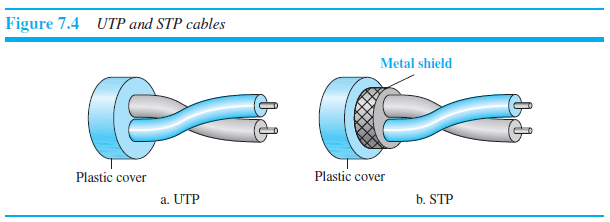 Figure 7.4 UTP and STP cables
Metal shield
Plastic cover
Plastic cover
a. UTP
b. STP